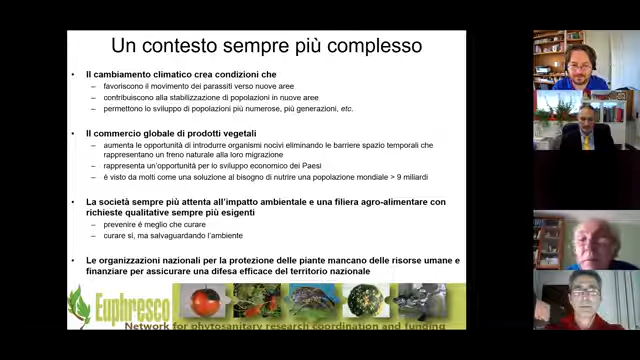 Un contesto sempre più complesso
• Il cambiamento climatico crea condizioni che
– favoriscono il movimento dei parassiti verso nuove aree
– contribuiscono alla stabilizzazione di popolazioni in nuove aree
– permettono lo sviluppo di popolazioni più numerose, più generazioni, etc.
• Il commercio globale di prodotti vegetali
– aumenta le opportunità di introdurre organismi nocivi eliminando le barriere spazio temporali che
rappresentano un treno naturale alla loro migrazione
– rappresenta un'opportunità per lo sviluppo economico dei Paesi
– è visto da molti come una soluzione al bisogno di nutrire una popolazione mondiale > 9 miliardi
• La società sempre più attenta all'impatto ambientale e una filiera agro-alimentare con
richieste qualitative sempre più esigenti
– prevenire é meglio che curare
– curare sì, ma salvaguardando l'ambiente
• Le organizzazioni nazionali per la protezione delle piante mancano delle risorse umane e
finanziare per assicurare una difesa efficace del territorio nazionale
Euphresco
Network for phytosanitary research coordination and funding